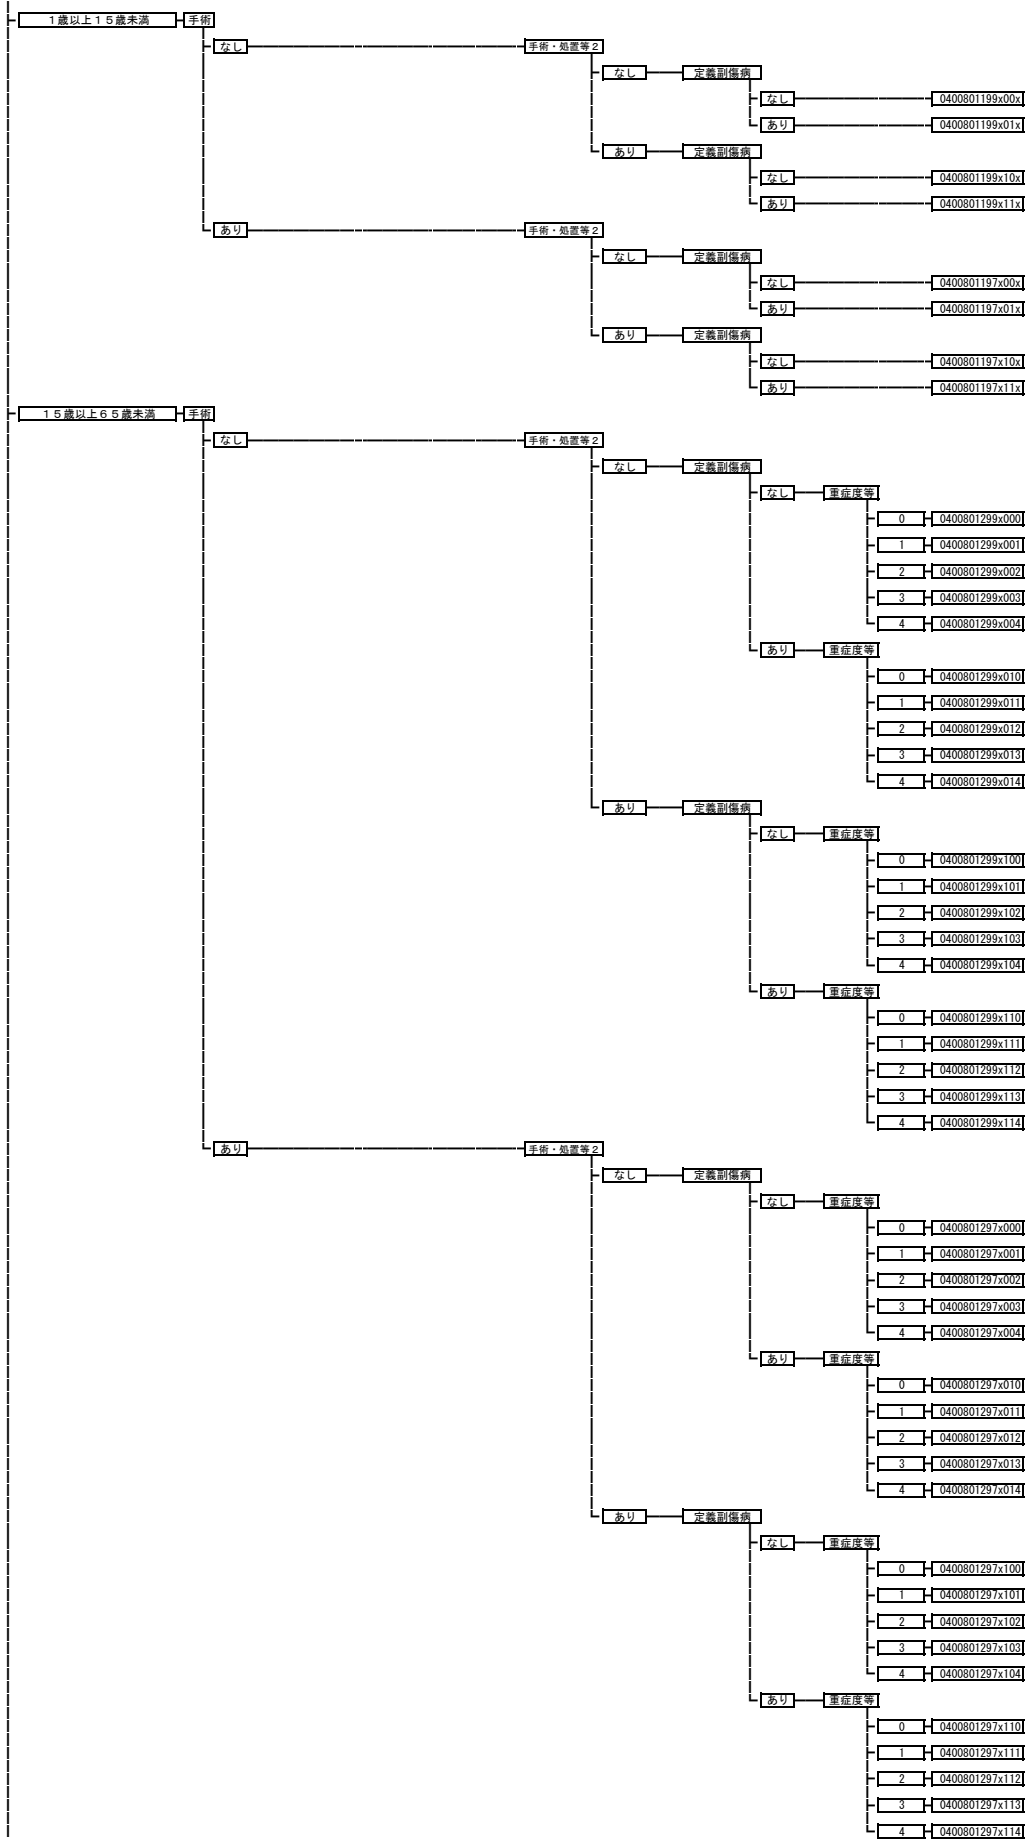 １歳以上１５歳未満 手術
なし 手術・処置等２
なし 定義副傷病
なし 0400801199x00x
あり 0400801199x01x
あり 定義副傷病
なし 0400801199x10x
あり 0400801199x11x
あり 手術・処置等２
なし 定義副傷病
なし 0400801197x00x
あり 0400801197x01x
あり 定義副傷病
なし 0400801197x10x
あり 0400801197x11x
１５歳以上６５歳未満 手術
なし 手術・処置等２
なし 定義副傷病
なし 重症度等
0 0400801299x000
1 0400801299x001
2 0400801299x002
3 0400801299x003
4 0400801299x004
あり 重症度等
0 0400801299x010
1 0400801299x011
2 0400801299x012
3 0400801299x013
4 0400801299x014
あり 定義副傷病
なし 重症度等
0 0400801299x100
1 0400801299x101
2 0400801299x102
3 0400801299x103
4 0400801299x104
あり 重症度等
0 0400801299x110
1 0400801299x111
2 0400801299x112
3 0400801299x113
4 0400801299x114
あり 手術・処置等２
なし 定義副傷病
なし 重症度等
0 0400801297x000
1 0400801297x001
2 0400801297x002
3 0400801297x003
4 0400801297x004
あり 重症度等
0 0400801297x010
1 0400801297x011
2 0400801297x012
3 0400801297x013
4 0400801297x014
あり 定義副傷病
なし 重症度等
0 0400801297x100
1 0400801297x101
2 0400801297x102
3 0400801297x103
4 0400801297x104
あり 重症度等
0 0400801297x110
1 0400801297x111
2 0400801297x112
3 0400801297x113
4 0400801297x114